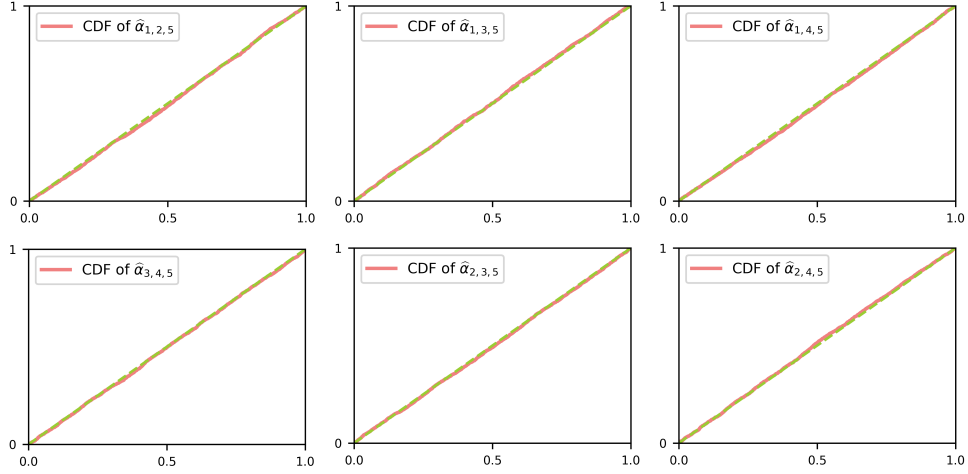 1
CDF of α̂1, 2, 5
0
0.0 0.5 1.0
1
CDF of α̂1, 3, 5
0
0.0 0.5 1.0
1
CDF of α̂1, 4, 5
0
0.0 0.5 1.0
1
CDF of α̂3, 4, 5
0
0.0 0.5 1.0
1
CDF of α̂2, 3, 5
0
0.0 0.5 1.0
1
CDF of α̂2, 4, 5
0
0.0 0.5 1.0